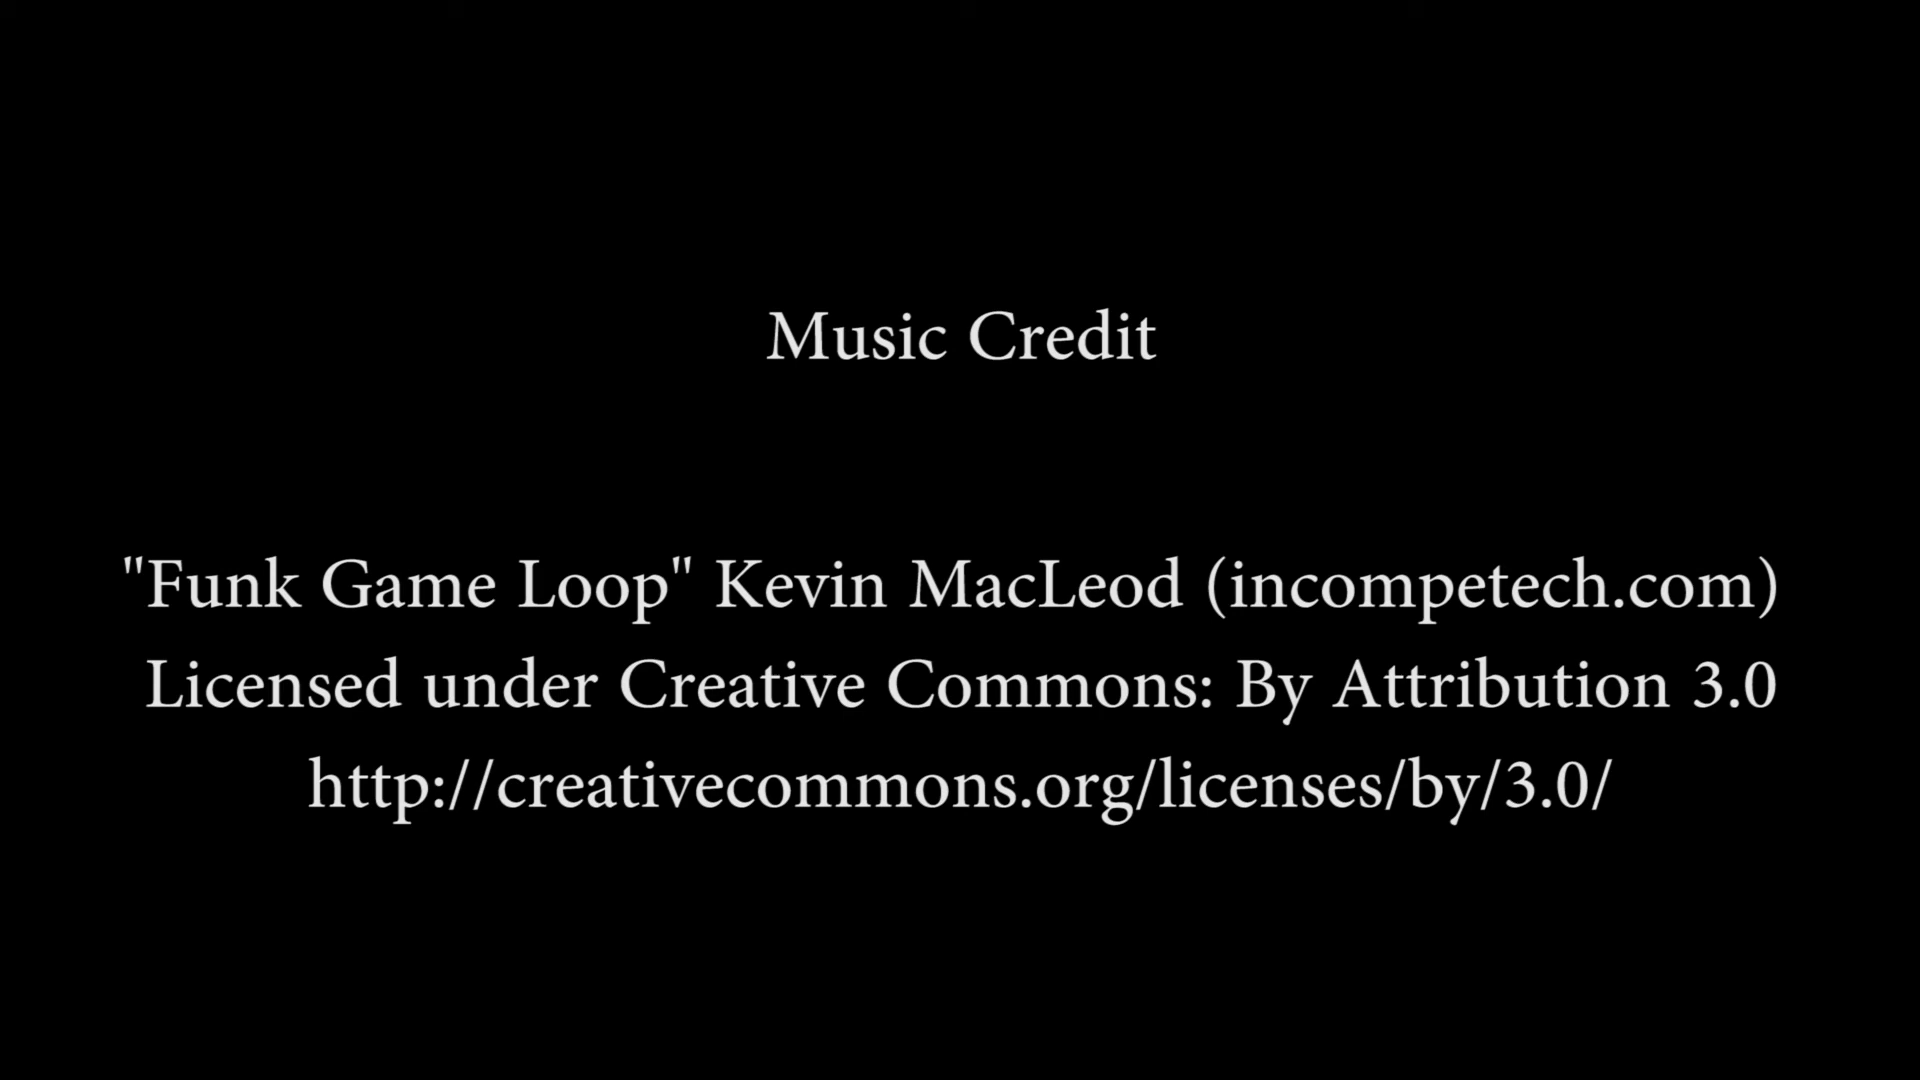 Music Credit
"Funk Game Loop" Kevin MacLeod (incompetech.com)
Licensed under Creative Commons: By Attribution 3.0
http://creativecommons.org/licenses/by/3.0/